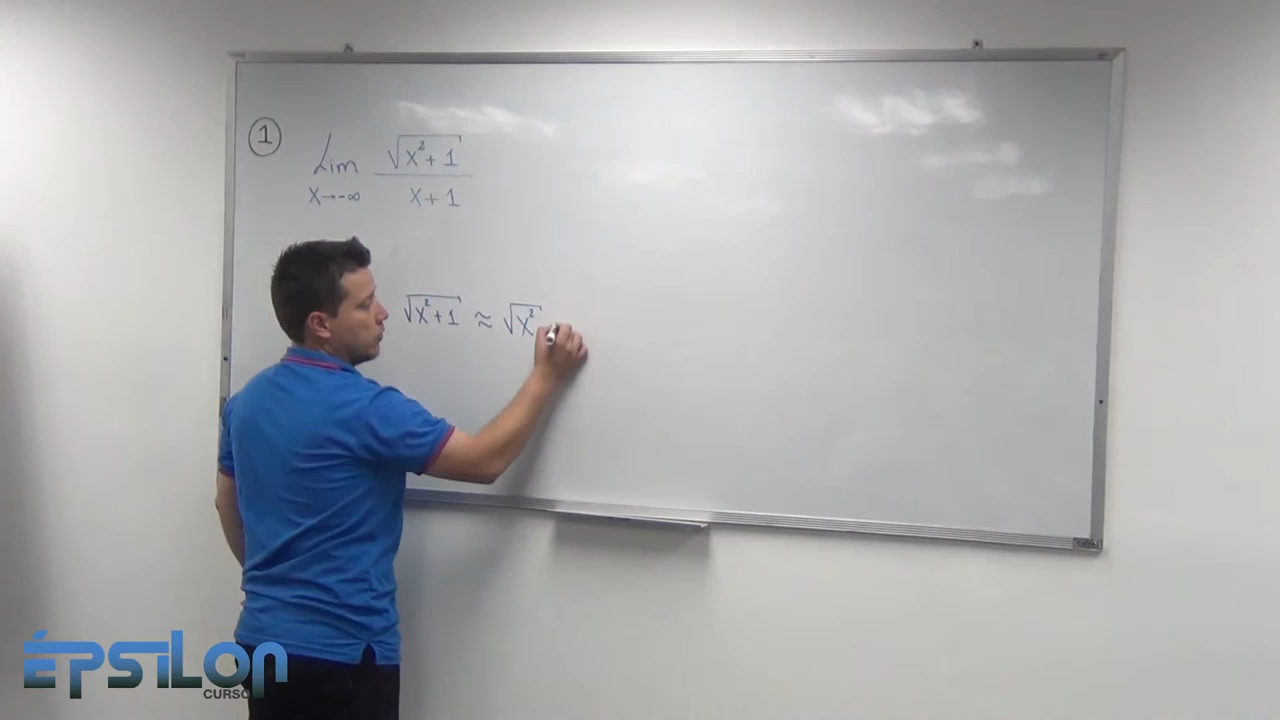 1
Lim √(x²+1)
x→-∞ x+1
√(x²+1) ≈ √x²
ÉPSILON
CURSO